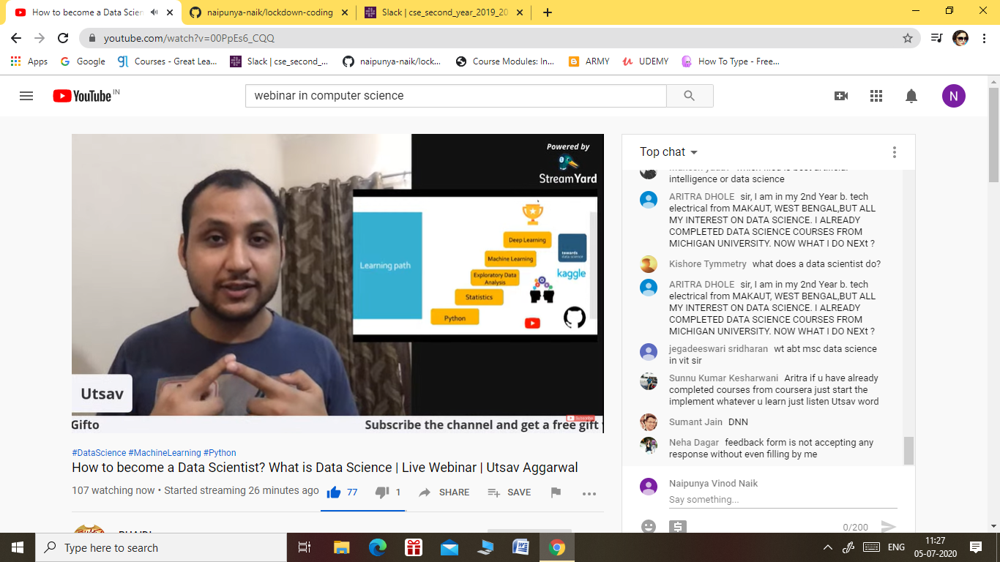 How to become a Data Scien
naipunya-naik/lockdown-coding
Slack | cse_second_year_2019_20
youtube.com/watch?v=00PpEs6_CQQ
Apps
Google
Courses - Great Lea...
Slack | cse_second_...
naipunya-naik/lock...
Course Modules: In...
ARMY
UDEMY
How To Type - Free...
YouTube IN
webinar in computer science
N
Powered by
StreamYard
Learning path
Deep Learning
Machine Learning
Exploratory Data
Analysis
Statistics
Python
towards
data science
kaggle
Utsav
Gifto
Subscribe the channel and get a free gift
Subscribe
#DataScience #MachineLearning #Python
How to become a Data Scientist? What is Data Science | Live Webinar | Utsav Aggarwal
107 watching now • Started streaming 26 minutes ago
77
1
SHARE
SAVE
Top chat
intelligence or data science
ARITRA DHOLE sir, I am in my 2nd Year b. tech
electrical from MAKAUT, WEST BENGAL,BUT ALL
MY INTEREST ON DATA SCIENCE. I ALREADY
COMPLETED DATA SCIENCE COURSES FROM
MICHIGAN UNIVERSITY. NOW WHAT I DO NEXt ?
Kishore Tymmetry what does a data scientist do?
ARITRA DHOLE sir, I am in my 2nd Year b. tech
electrical from MAKAUT, WEST BENGAL,BUT ALL
MY INTEREST ON DATA SCIENCE. I ALREADY
COMPLETED DATA SCIENCE COURSES FROM
MICHIGAN UNIVERSITY. NOW WHAT I DO NEXt ?
jegadeeswari sridharan wt abt msc data science
in vit sir
Sunnu Kumar Kesharwani Aritra if u have already
completed courses from coursera just start the
implement whatever u learn just listen Utsav word
Sumant Jain DNN
Neha Dagar feedback form is not accepting any
response without even filling by me
Naipunya Vinod Naik
Say something...
0/200
Type here to search
ENG
11:27
05-07-2020